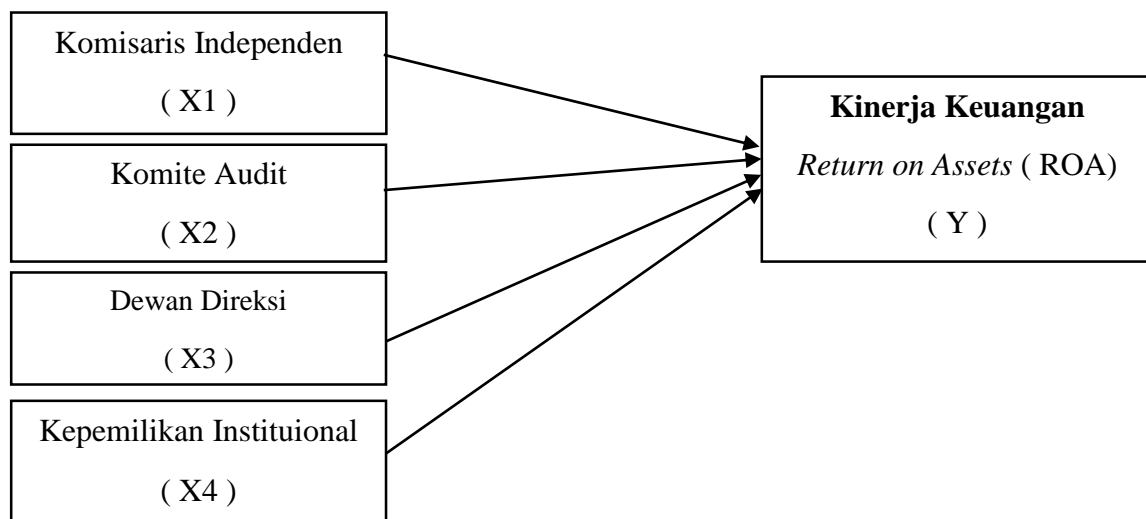 Komisaris Independen
( X1 )
Komite Audit
( X2 )
Dewan Direksi
( X3 )
Kepemilikan Instituional
( X4 )
Kinerja Keuangan
Return on Assets ( ROA)
( Y )